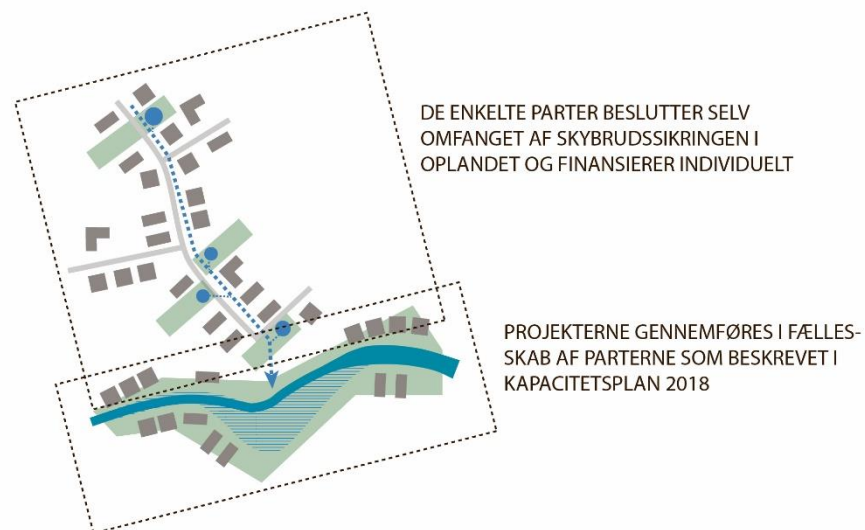 DE ENKELTE PARTER BESLUTTER SELV
OMFANGET AF SKYBRUDSSIKRINGEN I
OPLANDET OG FINANSIERER INDIVIDUELT
PROJEKTERNE GENNEMFØRES I FÆLLES-
SKAB AF PARTERNE SOM BESKREVET I
KAPACITETSPLAN 2018